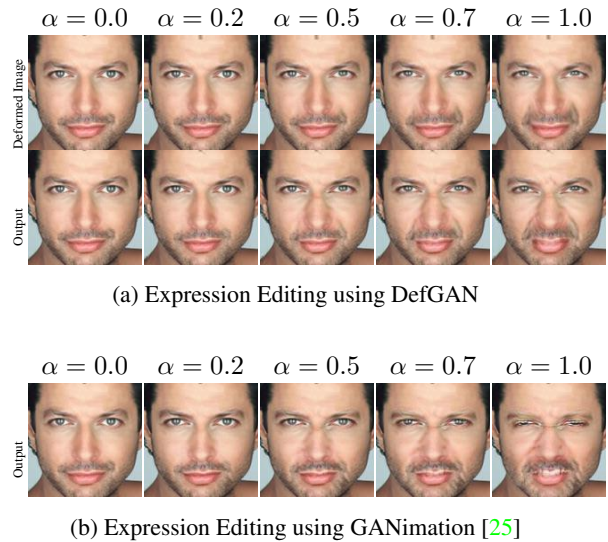 α = 0.0 α = 0.2 α = 0.5 α = 0.7 α = 1.0
Deformed Image
Output
(a) Expression Editing using DefGAN
α = 0.0 α = 0.2 α = 0.5 α = 0.7 α = 1.0
Output
(b) Expression Editing using GANimation [25]